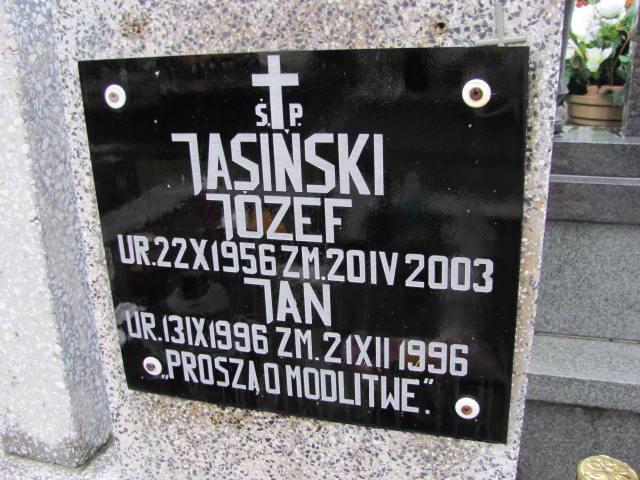 Ś. P.
JASIŃSKI
JÓZEF
UR. 22 X 1956 ZM. 20 IV 2003
JAN
UR. 13 IX 1996 ZM. 21 XII 1996
„PROSZĄ O MODLITWĘ”.